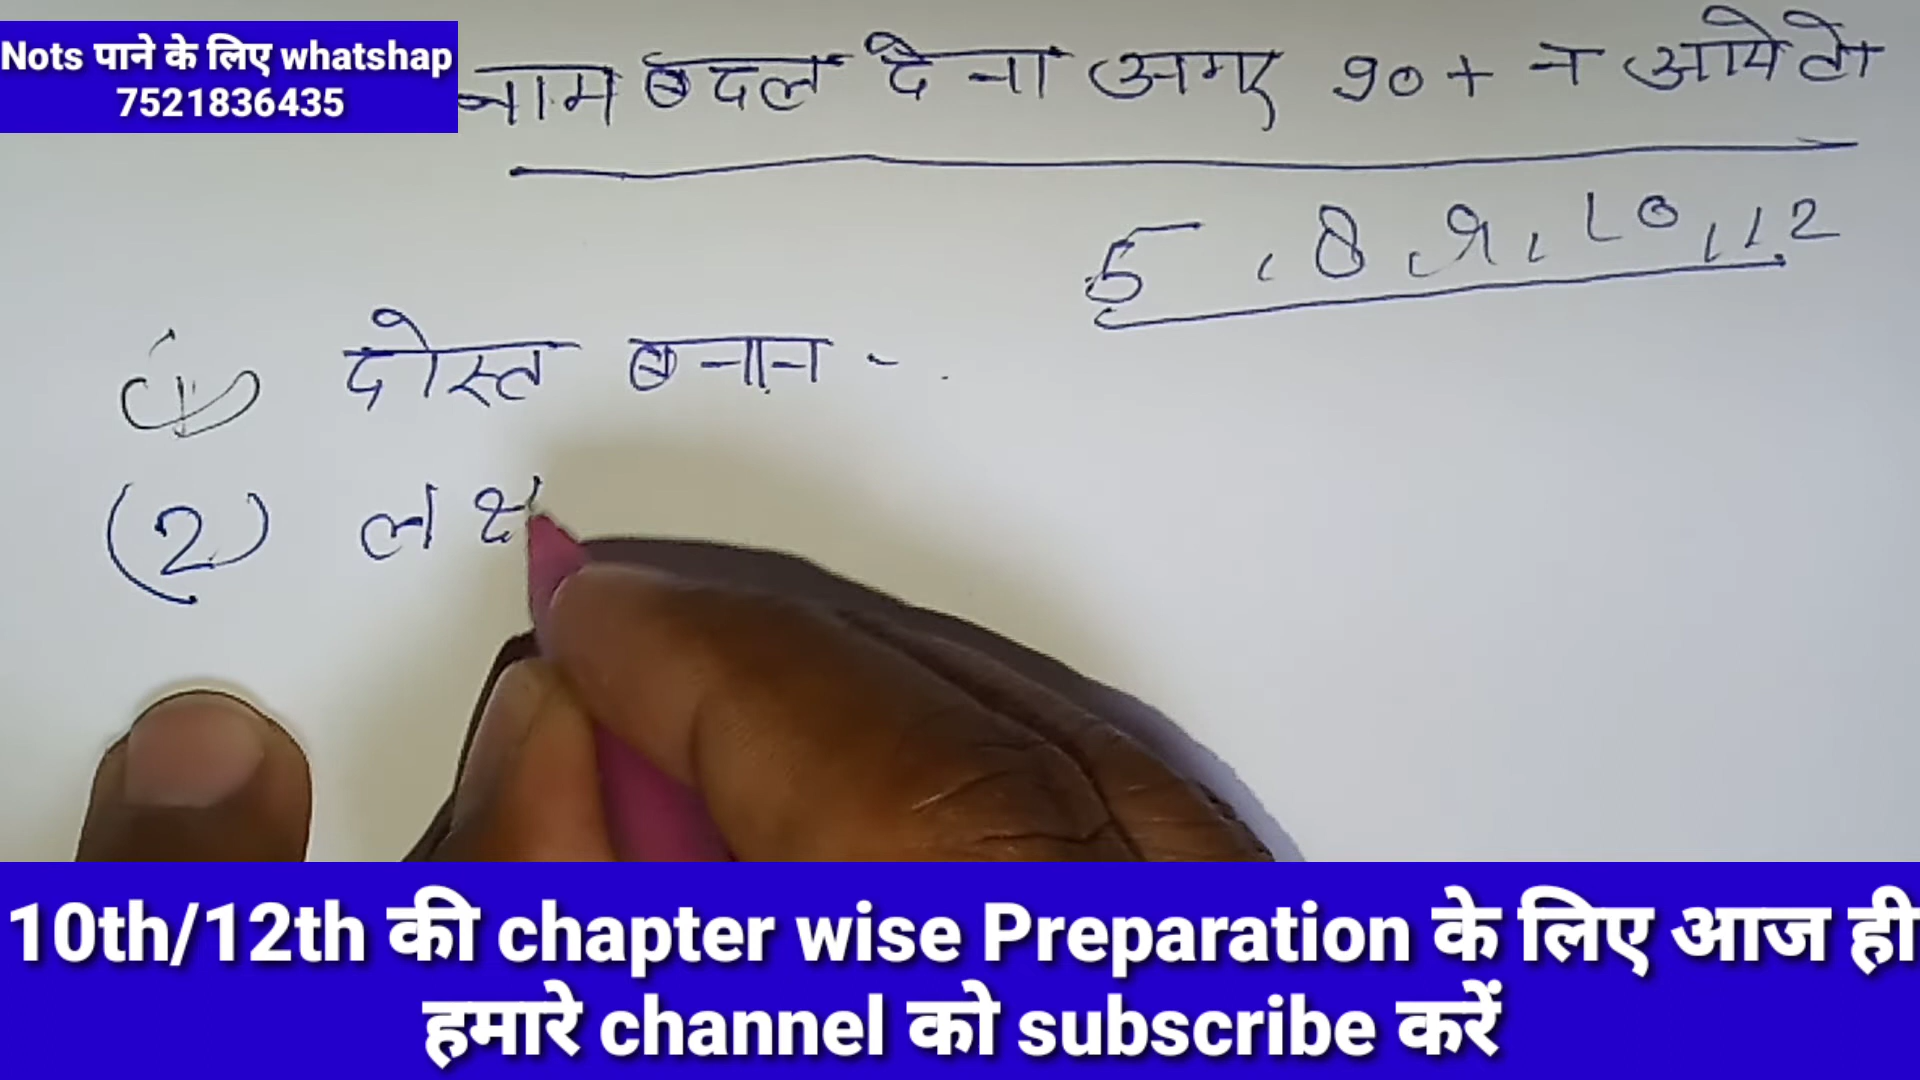 Nots पाने के लिए whatshap
7521836435
नाम बदल देना अगर 90+ न आये तो
5, 8, 9, 10, 12
(1) दोस्त बनान -
(2) लक्ष
10th/12th की chapter wise Preparation के लिए आज ही
हमारे channel को subscribe करें